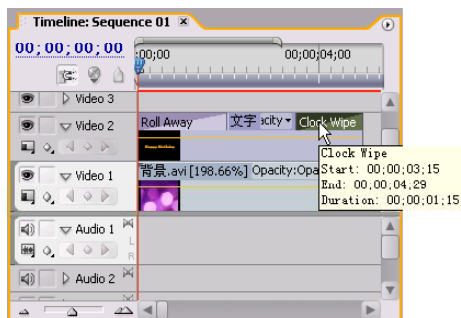 Timeline: Sequence 01
00;00;00;00
;00;00
00;00;04;00
Video 3
Video 2
Roll Away
文字
acity
Clock Wipe
Clock Wipe
Start: 00;00;03;15
End: 00;00;04;29
Duration: 00;00;01;15
Video 1
背景.avi [198.66%] Opacity:Opa
Audio 1
L
R
Audio 2